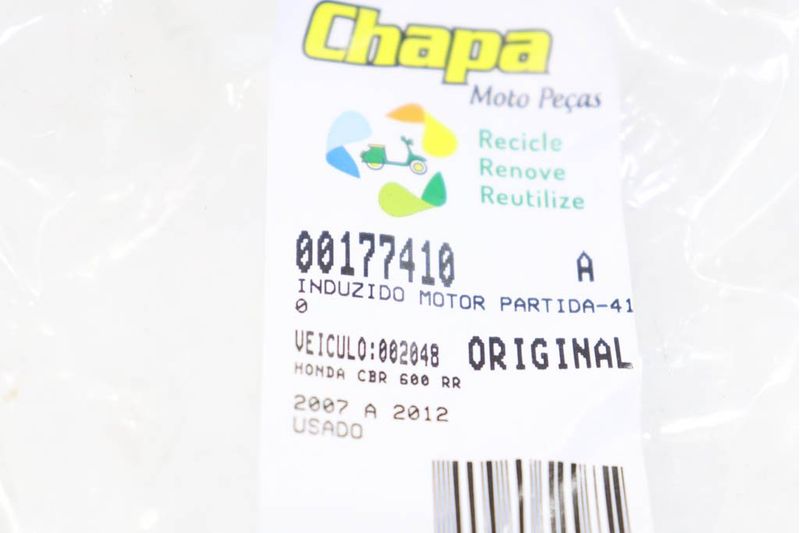 Chapa
Moto Peças
Recicle
Renove
Reutilize
00177410 A
INDUZIDO MOTOR PARTIDA-41
0
VEICULO:002048 ORIGINAL
HONDA CBR 600 RR
2007 A 2012
USADO